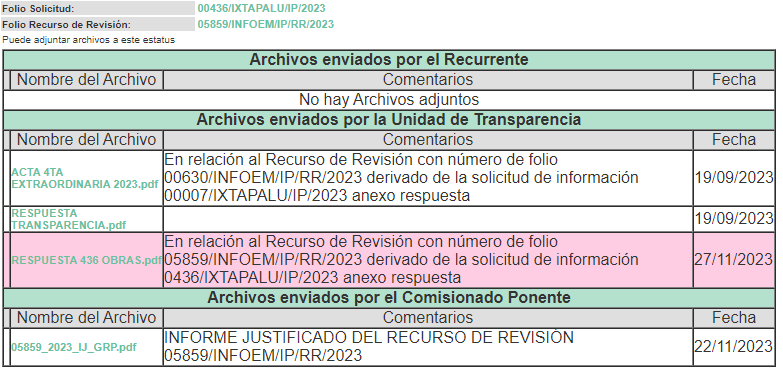 Folio Solicitud: 00436/IXTAPALU/IP/2023
Folio Recurso de Revisión: 05859/INFOEM/IP/RR/2023
Puede adjuntar archivos a este estatus
Archivos enviados por el Recurrente
Nombre del Archivo Comentarios Fecha
No hay Archivos adjuntos
Archivos enviados por la Unidad de Transparencia
Nombre del Archivo Comentarios Fecha
ACTA 4TA
EXTRAORDINARIA 2023.pdf
En relación al Recurso de Revisión con número de folio
00630/INFOEM/IP/RR/2023 derivado de la solicitud de información
00007/IXTAPALU/IP/2023 anexo respuesta
19/09/2023
RESPUESTA
TRANSPARENCIA.pdf
19/09/2023
RESPUESTA 436 OBRAS.pdf
En relación al Recurso de Revisión con número de folio
05859/INFOEM/IP/RR/2023 derivado de la solicitud de información
0436/IXTAPALU/IP/2023 anexo respuesta
27/11/2023
Archivos enviados por el Comisionado Ponente
Nombre del Archivo Comentarios Fecha
05859_2023_IJ_GRP.pdf
INFORME JUSTIFICADO DEL RECURSO DE REVISIÓN
05859/INFOEM/IP/RR/2023
22/11/2023